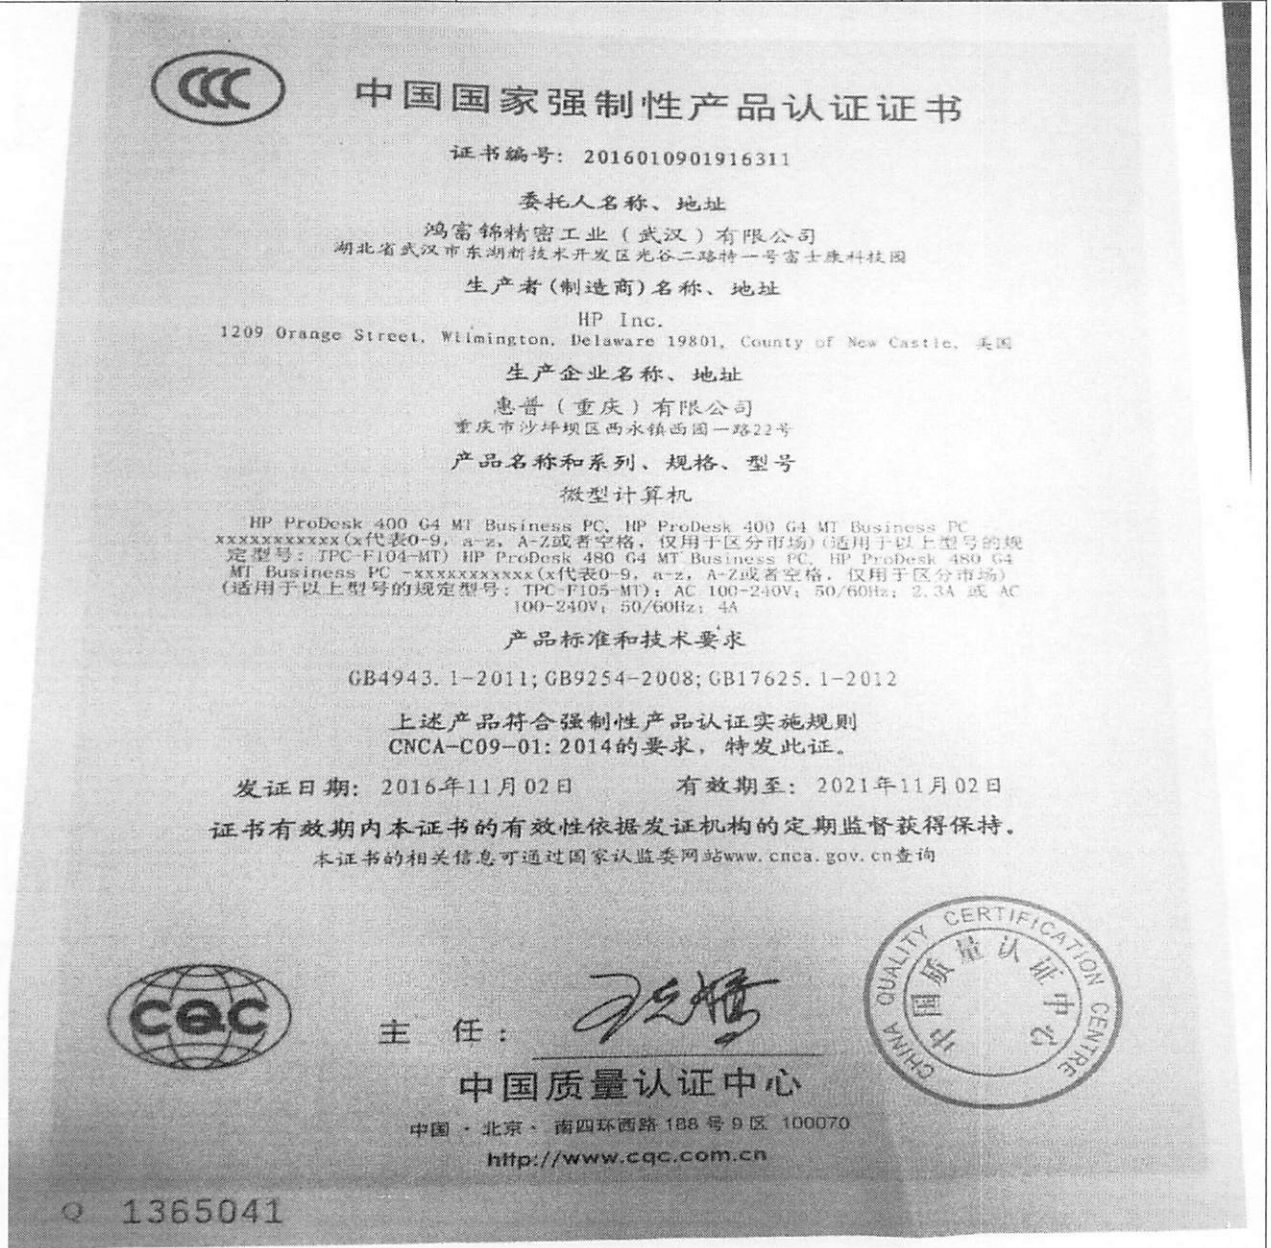 CCC
中国国家强制性产品认证证书
证书编号: 2016010901916311
委托人名称、地址
鸿富锦精密工业(武汉)有限公司
湖北省武汉市东湖新技术开发区光谷二路特一号富士康科技园
生产者(制造商)名称、地址
HP Inc.
1209 Orange Street, Wilmington, Delaware 19801, County of New Castle, 美国
生产企业名称、地址
惠普(重庆)有限公司
重庆市沙坪坝区西永镇西园一路22号
产品名称和系列、规格、型号
微型计算机
HP ProDesk 400 G4 MT Business PC, HP ProDesk 400 G4 MT Business PC
xxxxxxxxxxx(x代表0-9, a-z, A-Z或者空格, 仅用于区分市场)(适用于以上型号的规
定型号: TPC-F104-MT) HP ProDesk 480 G4 MT Business PC, HP ProDesk 480 G4
MT Business PC -xxxxxxxxxxx(x代表0-9, a-z, A-Z或者空格, 仅用于区分市场)
(适用于以上型号的规定型号: TPC-F105-MT); AC 100-240V; 50/60Hz; 2.3A 或 AC
100-240V; 50/60Hz; 4A
产品标准和技术要求
GB4943.1-2011;GB9254-2008;GB17625.1-2012
上述产品符合强制性产品认证实施规则
CNCA-C09-01:2014的要求, 特发此证。
发证日期: 2016年11月02日 有效期至: 2021年11月02日
证书有效期内本证书的有效性依据发证机构的定期监督获得保持。
本证书的相关信息可通过国家认监委网站www.cnca.gov.cn查询
CQC
主 任:
CHINA QUALITY CERTIFICATION CENTRE
中国质量认证中心
中国质量认证中心
中国·北京·南四环西路188号9区 100070
http://www.cqc.com.cn
Q 1365041